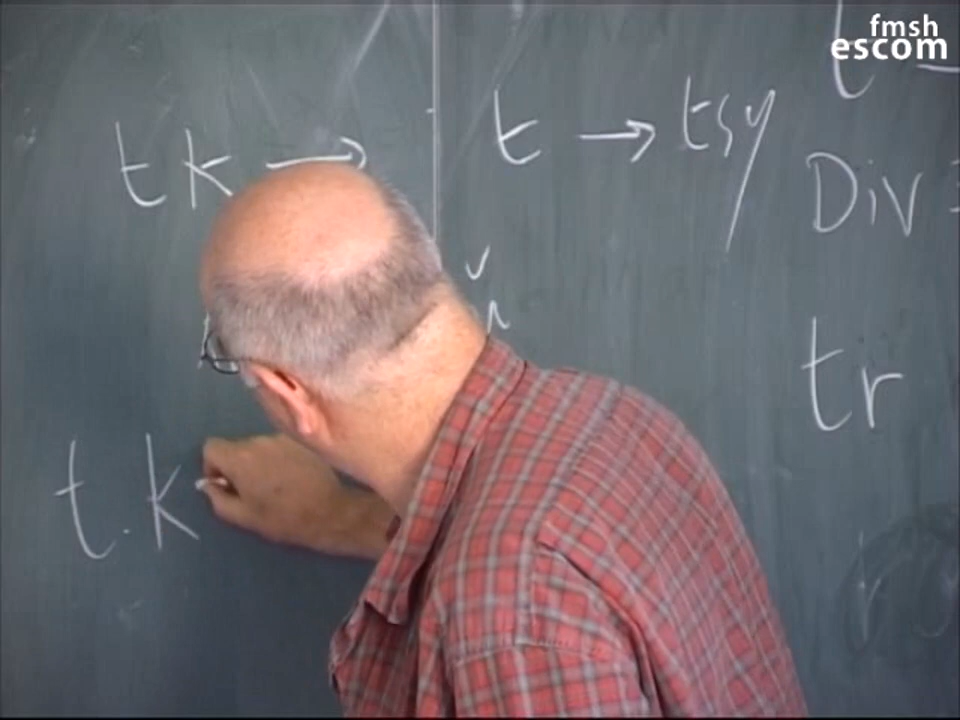 fmsh
escom
t —
tk → t → tsy
Div
tr
t.k